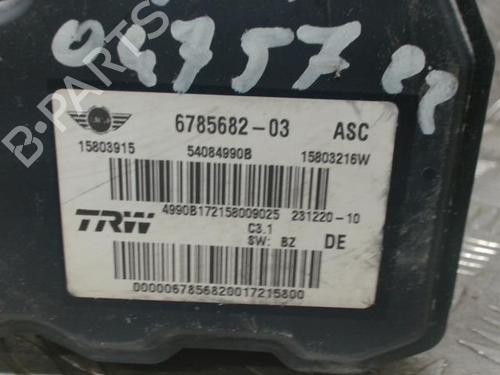 B-PARTS
6785682-03 ASC
15803915 54084990B 15803216W
4990B172158009025 231220-10
TRW C3.1
SW: BZ DE
0000067856820017215800